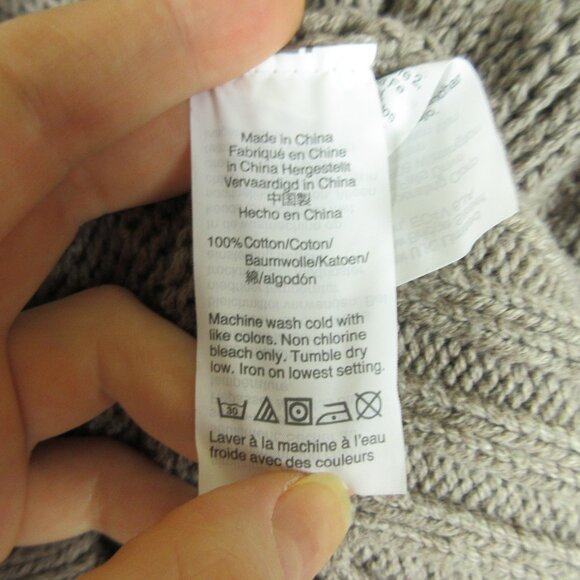 Made in China
Fabriqué en Chine
in China Hergestellt
Vervaardigd in China
中国製
Hecho en China
100% Cotton/Coton/
Baumwolle/Katoen/
綿/algodón
Machine wash cold with
like colors. Non chlorine
bleach only. Tumble dry
low. Iron on lowest setting.
30
Laver à la machine à l'eau
froide avec des couleurs